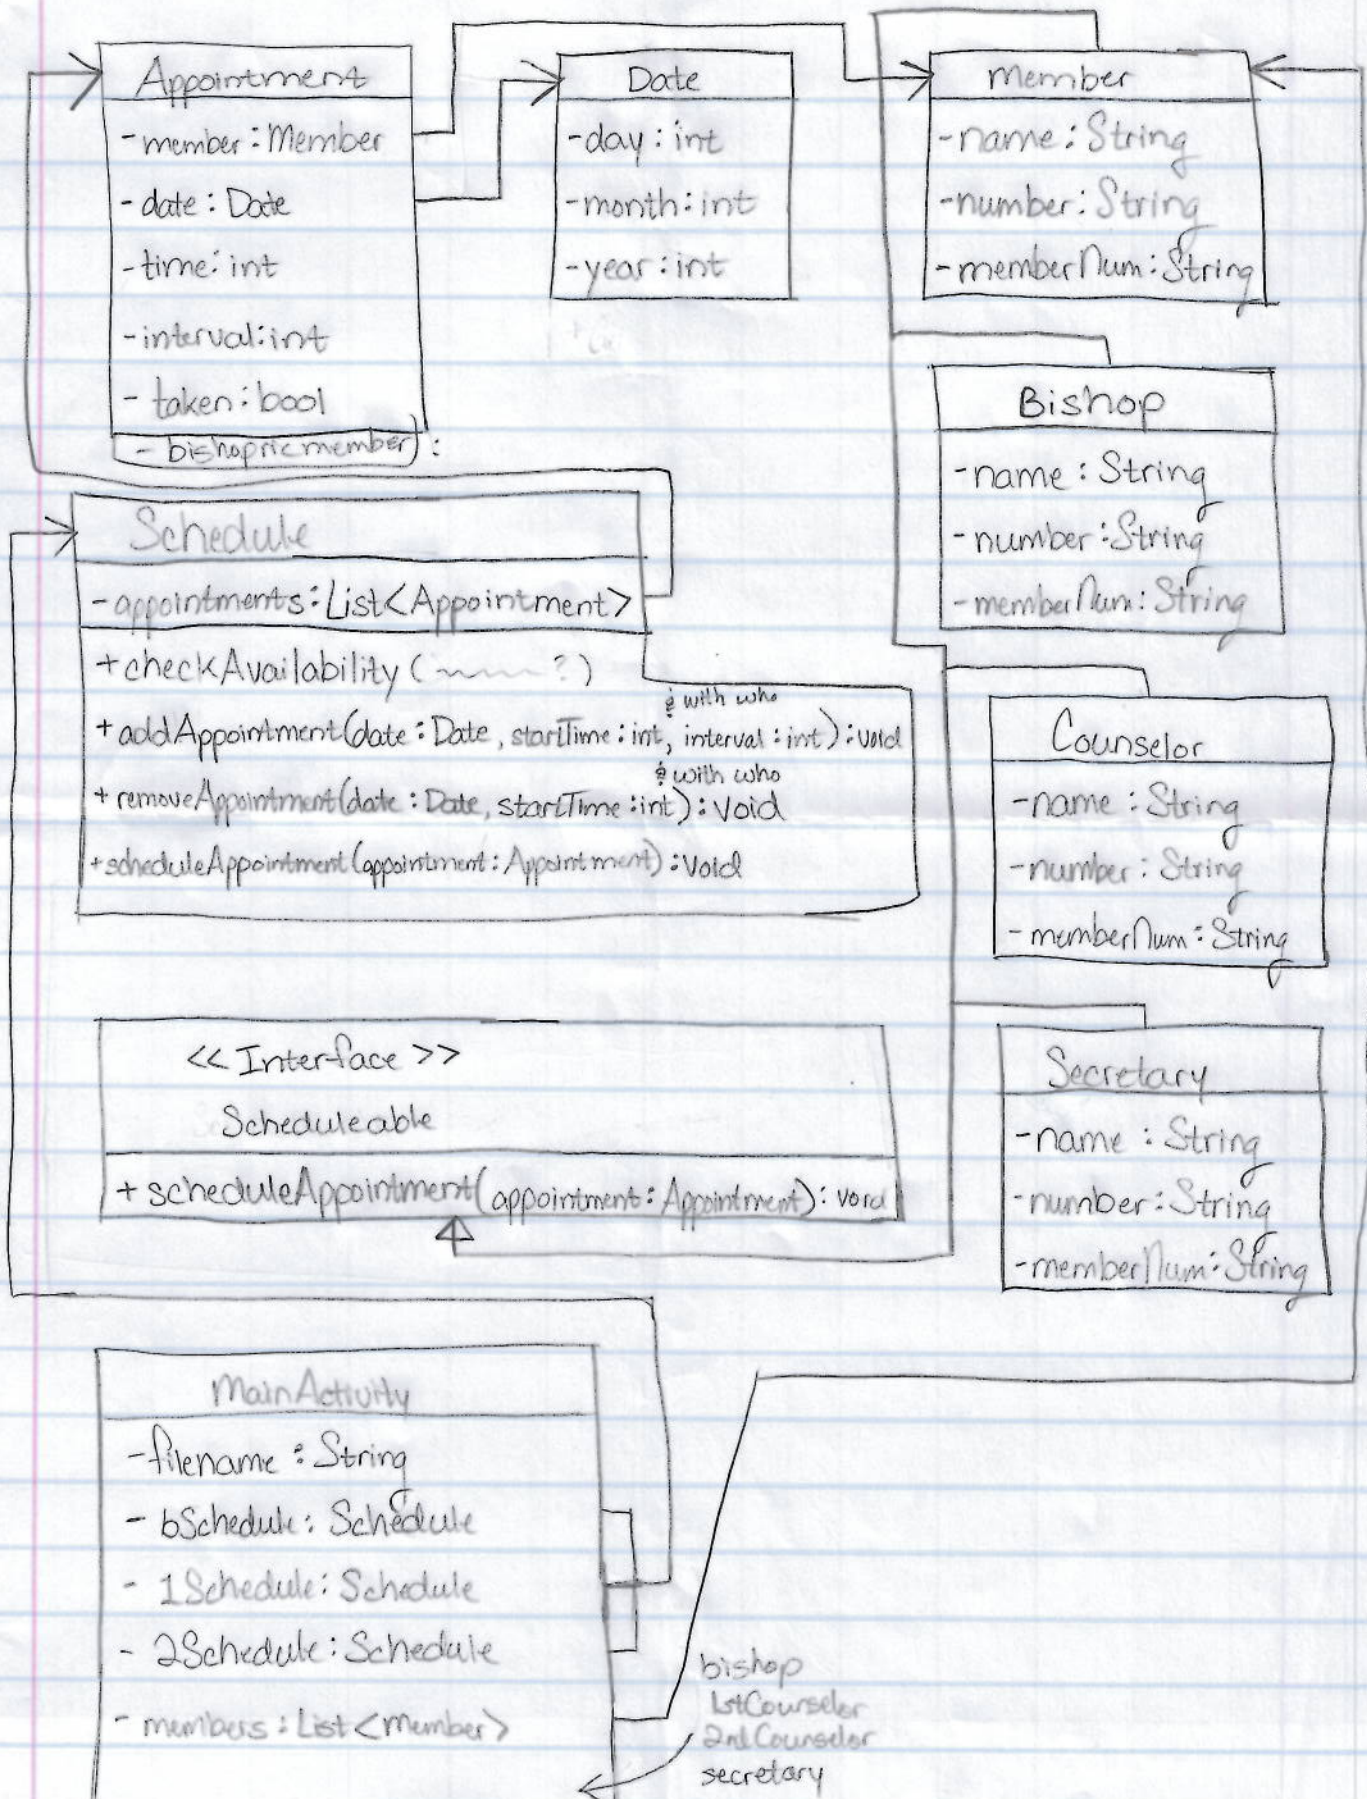 Appointment
- member : Member
- date : Date
- time : int
- interval : int
- taken : bool
- bishopricmember) :
Date
- day : int
- month : int
- year : int
Member
- name : String
- number : String
- memberNum : String
Bishop
- name : String
- number : String
- memberNum : String
Schedule
- appointments : List<Appointment>
+ checkAvailability ( ?)
& with who
+ addAppointment(date : Date, startTime : int, interval : int) : void
& with who
+ removeAppointment(date : Date, startTime : int) : Void
+ scheduleAppointment(appointment : Appointment) : Void
Counselor
- name : String
- number : String
- memberNum : String
<< Interface >>
Scheduleable
+ scheduleAppointment(appointment : Appointment) : void
Secretary
- name : String
- number : String
- memberNum : String
MainActivity
- filename : String
- bSchedule : Schedule
- 1Schedule : Schedule
- 2Schedule : Schedule
- members : List<member>
bishop
1stCounselor
2ndCounselor
secretary